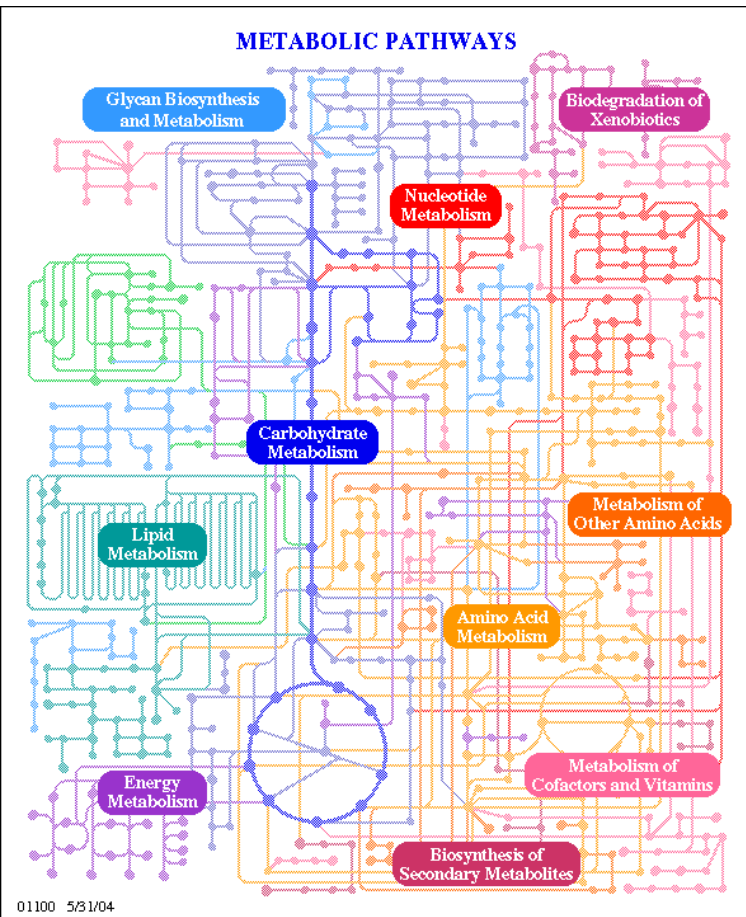 METABOLIC PATHWAYS
Glycan Biosynthesis
and Metabolism
Biodegradation of
Xenobiotics
Nucleotide
Metabolism
Carbohydrate
Metabolism
Lipid
Metabolism
Metabolism of
Other Amino Acids
Amino Acid
Metabolism
Energy
Metabolism
Metabolism of
Cofactors and Vitamins
Biosynthesis of
Secondary Metabolites
01100 5/31/04